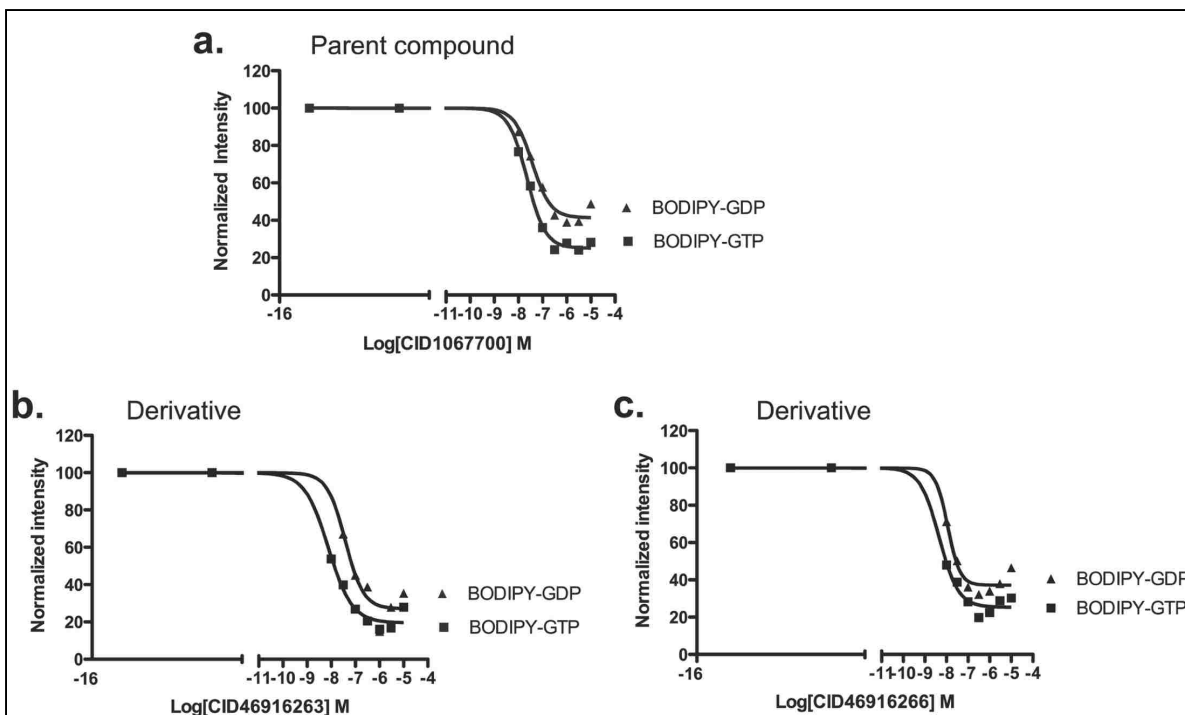 a. Parent compound
120
100
80
60
40
20
0
Normalized Intensity
BODIPY-GDP
BODIPY-GTP
-16
-11-10 -9 -8 -7 -6 -5 -4
Log[CID1067700] M
b. Derivative
120
100
80
60
40
20
0
Normalized intensity
BODIPY-GDP
BODIPY-GTP
-16
-11-10 -9 -8 -7 -6 -5 -4
Log[CID46916263] M
c. Derivative
120
100
80
60
40
20
0
Normalized intensity
BODIPY-GDP
BODIPY-GTP
-16
-11-10 -9 -8 -7 -6 -5 -4
Log[CID46916266] M